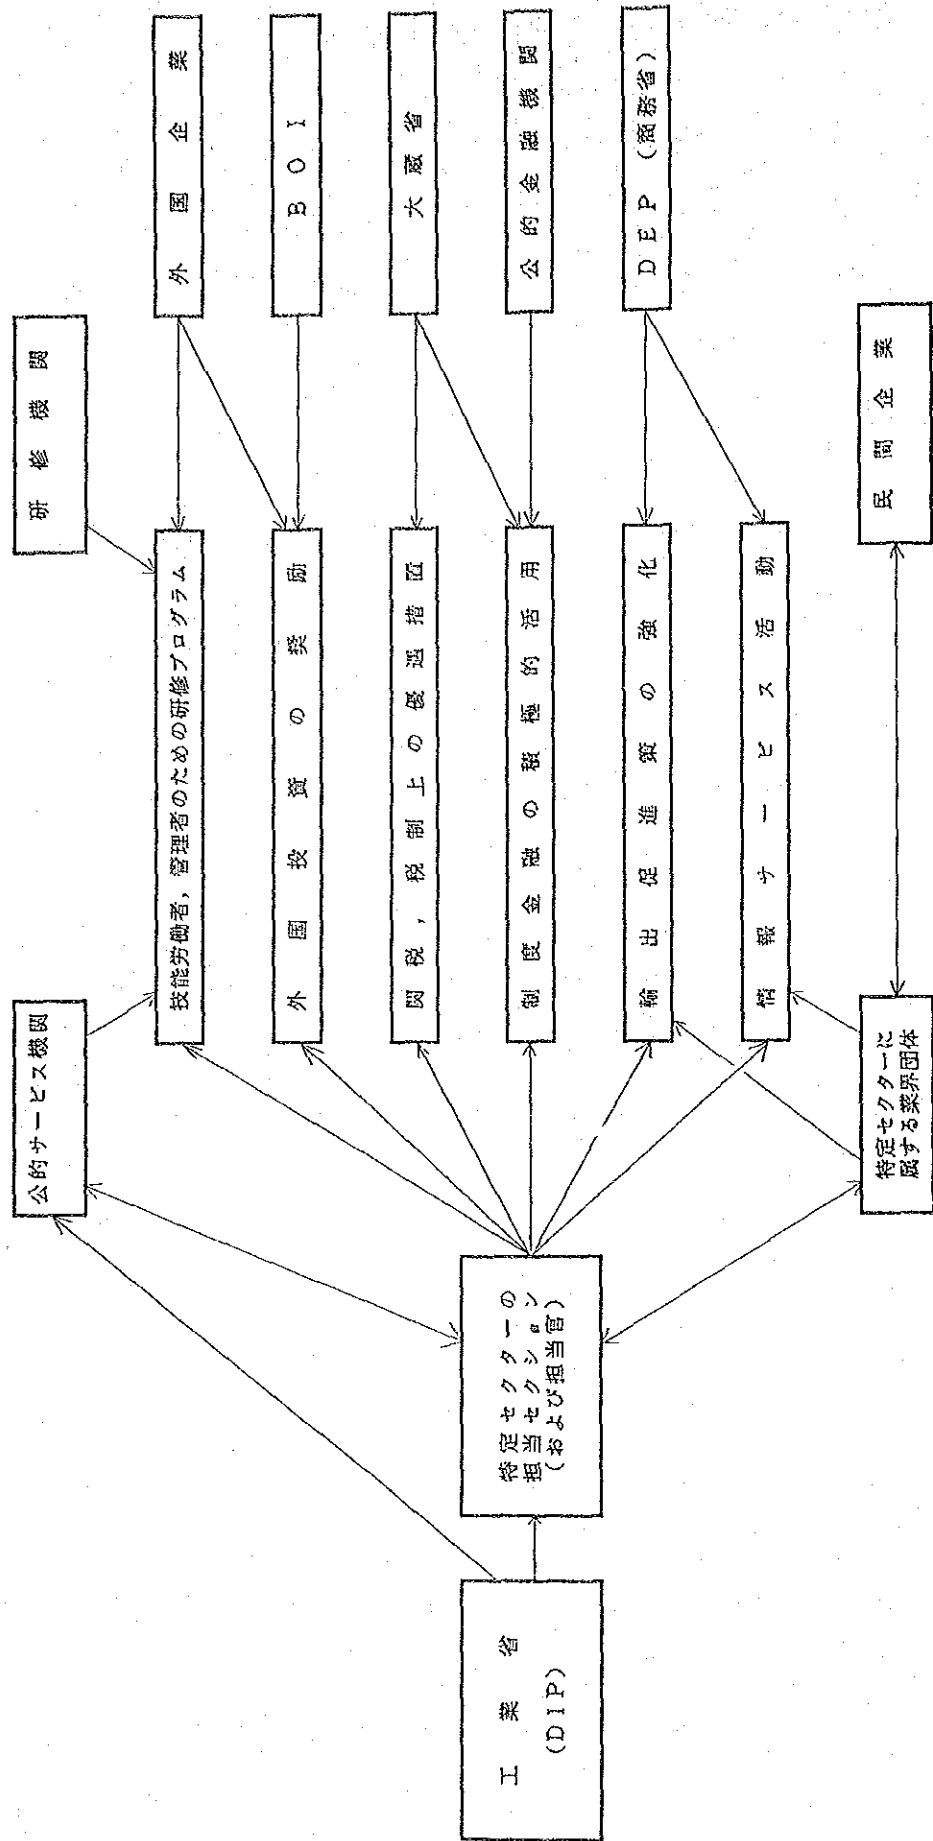 研修機関
外国企業
公的サービス機関
技能労働者，管理者のための研修プログラム
BOI
外国投資の奨励
大蔵省
関税，税制上の優遇措置
公的金融機関
工業省
(DIP)
特定セクターの
担当セクション
(および担当官)
制度金融の積極的活用
DEP (商務省)
輸出促進策の強化
情報サービス活動
特定セクターに
属する業界団体
民間企業